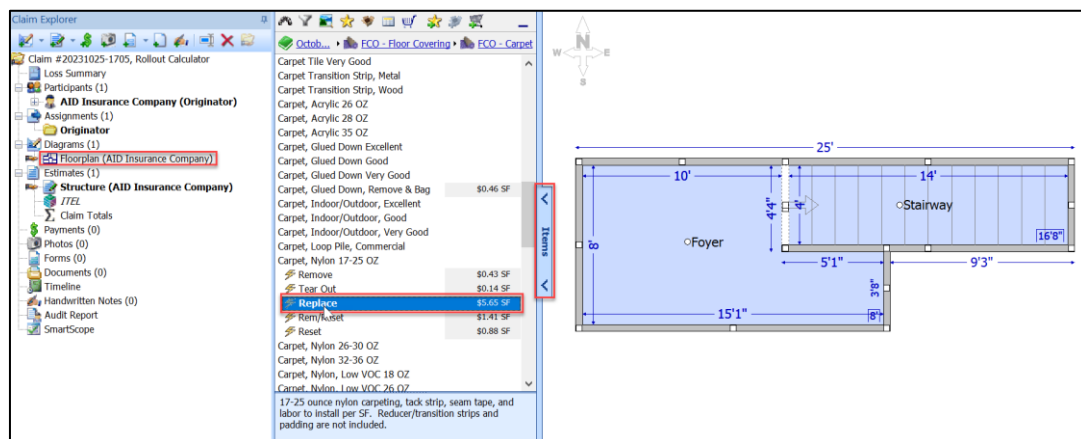 Claim Explorer
Claim #20231025-1705, Rollout Calculator
Loss Summary
Participants (1)
AID Insurance Company (Originator)
Assignments (1)
Originator
Diagrams (1)
Floorplan (AID Insurance Company)
Estimates (1)
Structure (AID Insurance Company)
ITEL
Claim Totals
Payments (0)
Photos (0)
Forms (0)
Documents (0)
Timeline
Handwritten Notes (0)
Audit Report
SmartScope
Octob... FCO - Floor Covering FCO - Carpet
Carpet Tile Very Good
Carpet Transition Strip, Metal
Carpet Transition Strip, Wood
Carpet, Acrylic 26 OZ
Carpet, Acrylic 28 OZ
Carpet, Acrylic 35 OZ
Carpet, Glued Down Excellent
Carpet, Glued Down Good
Carpet, Glued Down Very Good
Carpet, Glued Down, Remove & Bag $0.46 SF
Carpet, Indoor/Outdoor, Excellent
Carpet, Indoor/Outdoor, Good
Carpet, Indoor/Outdoor, Very Good
Carpet, Loop Pile, Commercial
Carpet, Nylon 17-25 OZ
Remove $0.43 SF
Tear Out $0.14 SF
Replace $5.65 SF
Rem/Reset $1.41 SF
Reset $0.88 SF
Carpet, Nylon 26-30 OZ
Carpet, Nylon 32-36 OZ
Carpet, Nylon, Low VOC 18 OZ
Carpet, Nylon, Low VOC 26 OZ
17-25 ounce nylon carpeting, tack strip, seam tape, and
labor to install per SF. Reducer/transition strips and
padding are not included.
Items
N
W E
S
25'
10' 14'
4'4" 4'
Stairway
16'8"
8'
Foyer
5'1" 9'3"
3'8"
15'1" 8'